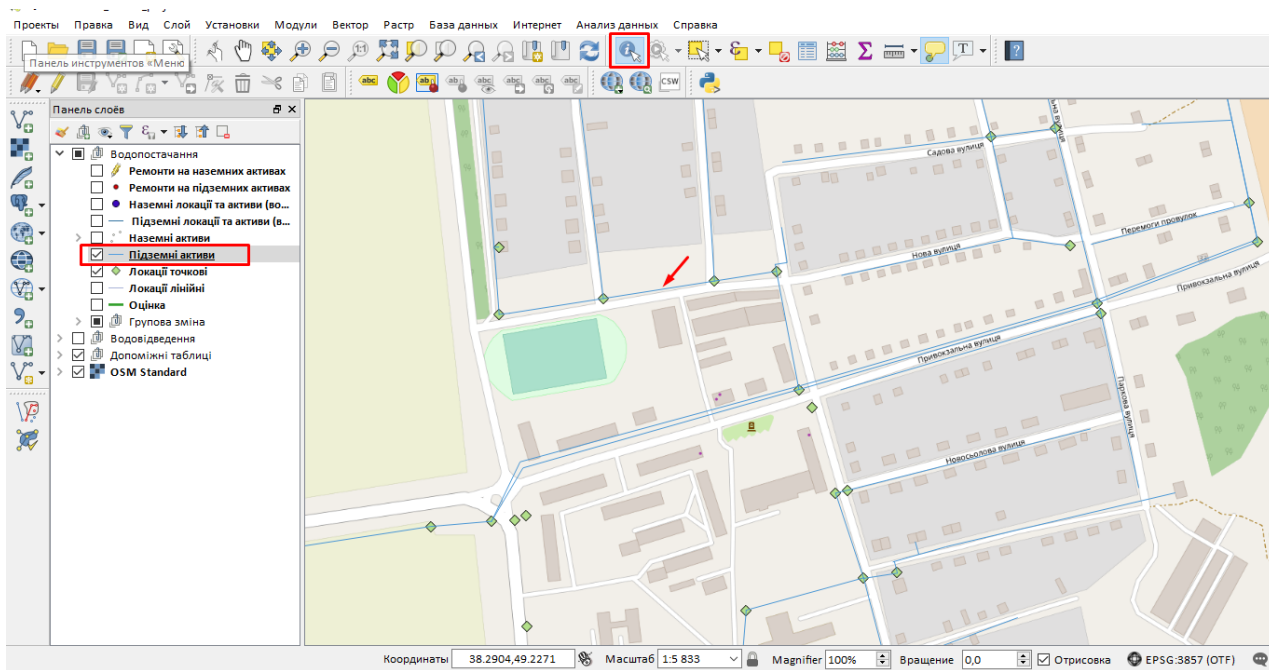 Проекты Правка Вид Слой Установки Модули Вектор Растр База данных Интернет Анализ данных Справка
Панель инструментов «Меню
abc abc CSW
Панель слоёв
Водопостачання
Ремонти на наземних активах
Ремонти на підземних активах
Наземні локації та активи (во...
Підземні локації та активи (в...
Наземні активи
Підземні активи
Локації точкові
Локації лінійні
Оцінка
Групова зміна
Водовідведення
Допоміжні таблиці
OSM Standard
Садова вулиця
Перемоги провулок
Нова вулиця
Привокзальна вулиця
Привокзальна вулиця
Паркова вулиця
Новосьолова вулиця
Координаты 38.2904,49.2271 Масштаб 1:5 833 Magnifier 100% Вращение 0,0 Отрисовка EPSG:3857 (OTF)